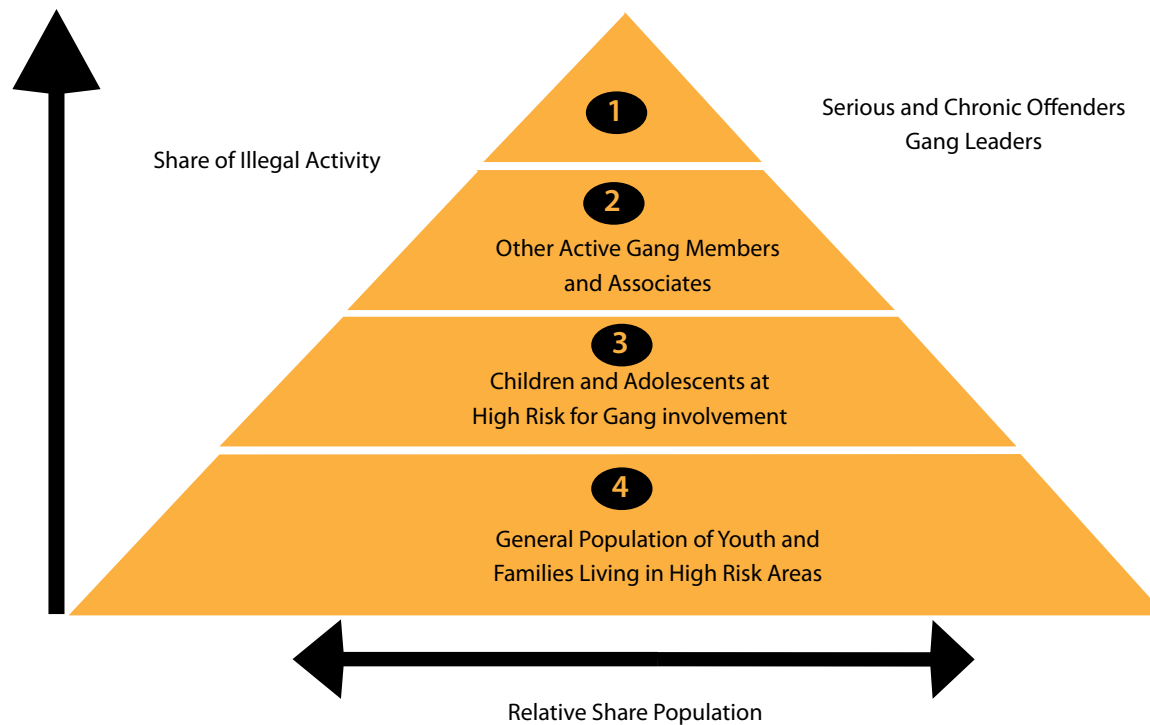 1
Serious and Chronic Offenders
Gang Leaders
Share of Illegal Activity
2
Other Active Gang Members
and Associates
3
Children and Adolescents at
High Risk for Gang involvement
4
General Population of Youth and
Families Living in High Risk Areas
Relative Share Population